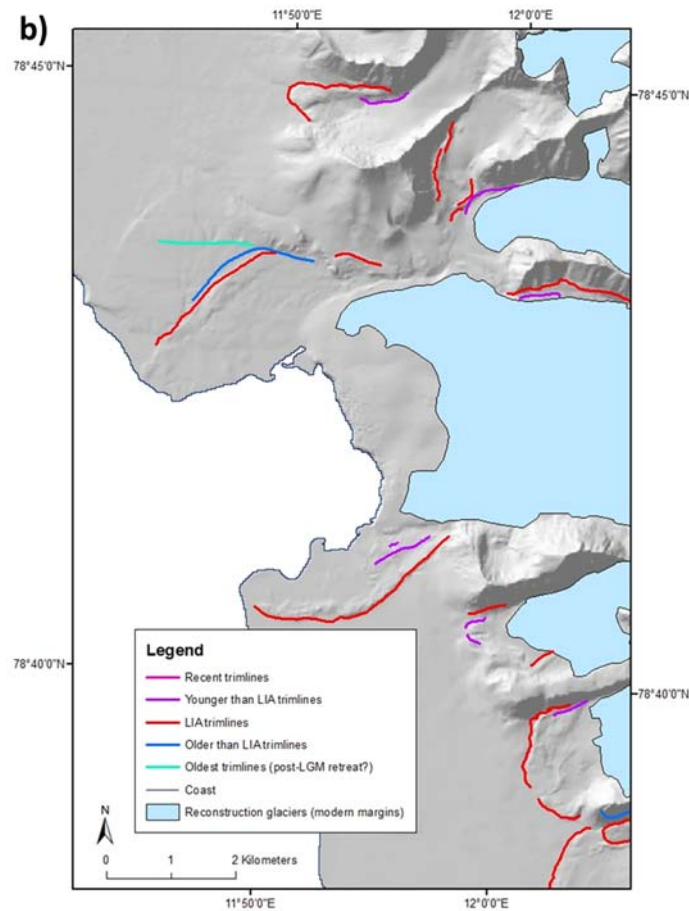 b)
11°50'0"E
12°0'0"E
78°45'0"N
78°45'0"N
Legend
Recent trimlines
Younger than LIA trimlines
LIA trimlines
Older than LIA trimlines
Oldest trimlines (post-LGM retreat?)
Coast
Reconstruction glaciers (modern margins)
78°40'0"N
78°40'0"N
N
0 1 2 Kilometers
11°50'0"E
12°0'0"E